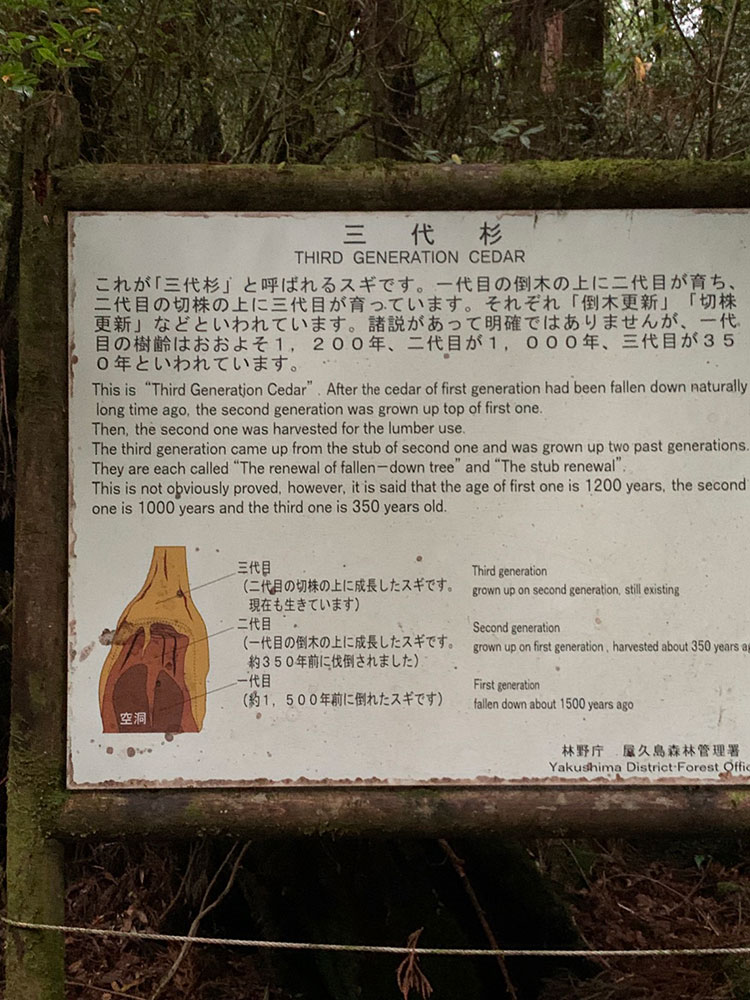 三代杉
THIRD GENERATION CEDAR
これが「三代杉」と呼ばれるスギです。一代目の倒木の上に二代目が育ち、
二代目の切株の上に三代目が育っています。それぞれ「倒木更新」「切株
更新」などといわれています。諸説があって明確ではありませんが、一代
目の樹齢はおおよそ１，２００年、二代目が１，０００年、三代目が３５
０年といわれています。
This is “Third Generation Cedar”. After the cedar of first generation had been fallen down naturally
long time ago, the second generation was grown up top of first one.
Then, the second one was harvested for the lumber use.
The third generation came up from the stub of second one and was grown up two past generations.
They are each called “The renewal of fallen-down tree” and “The stub renewal”.
This is not obviously proved, however, it is said that the age of first one is 1200 years, the second
one is 1000 years and the third one is 350 years old.
三代目
（二代目の切株の上に成長したスギです。
現在も生きています）
Third generation
grown up on second generation, still existing
二代目
（一代目の倒木の上に成長したスギです。
約３５０年前に伐倒されました）
Second generation
grown up on first generation, harvested about 350 years
一代目
（約１，５００年前に倒れたスギです）
First generation
fallen down about 1500 years ago
空洞
林野庁　屋久島森林管理署
Yakushima District Forest